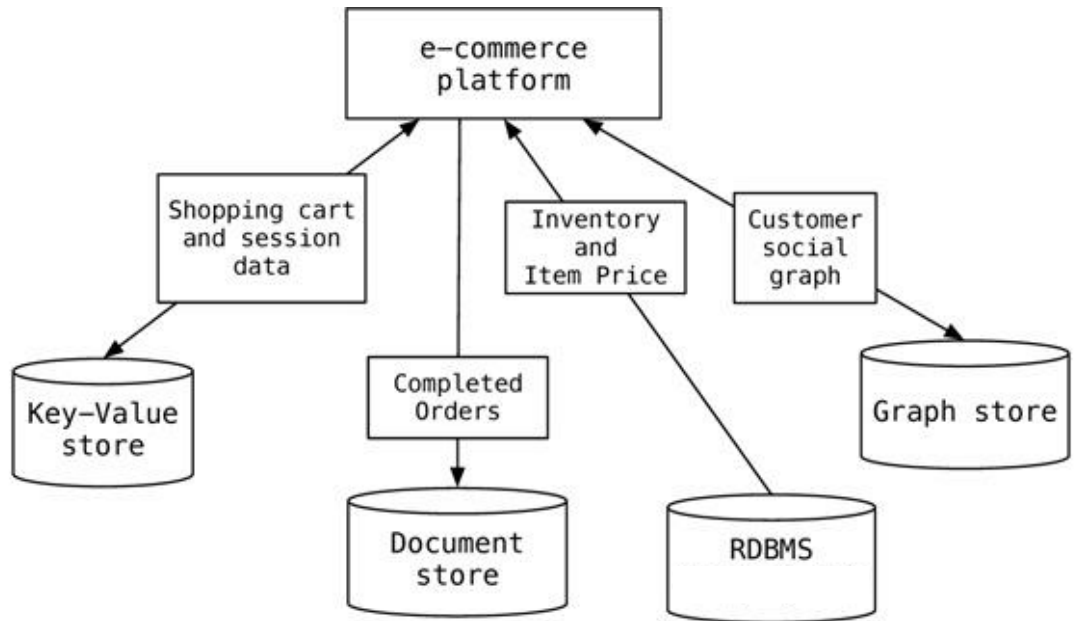 e-commerce
platform
Shopping cart
and session
data
Inventory
and
Item Price
Customer
social
graph
Completed
Orders
Key-Value
store
Graph store
Document
store
RDBMS